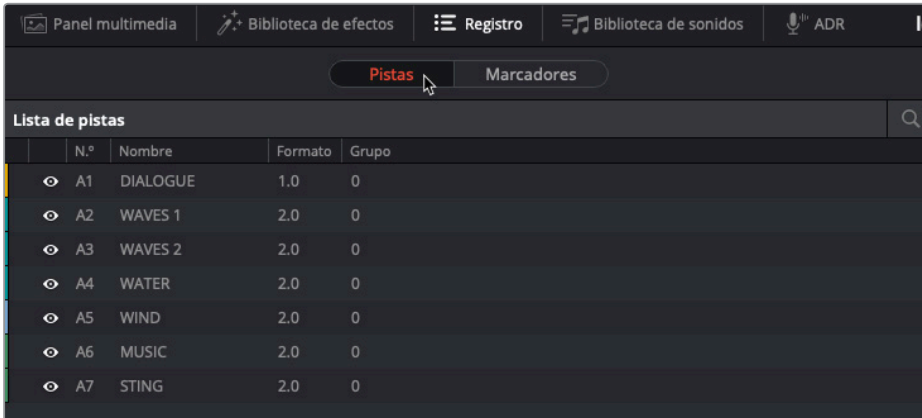 Panel multimedia Biblioteca de efectos Registro Biblioteca de sonidos ADR
Pistas Marcadores
Lista de pistas
N.º Nombre Formato Grupo
A1 DIALOGUE 1.0 0
A2 WAVES 1 2.0 0
A3 WAVES 2 2.0 0
A4 WATER 2.0 0
A5 WIND 2.0 0
A6 MUSIC 2.0 0
A7 STING 2.0 0